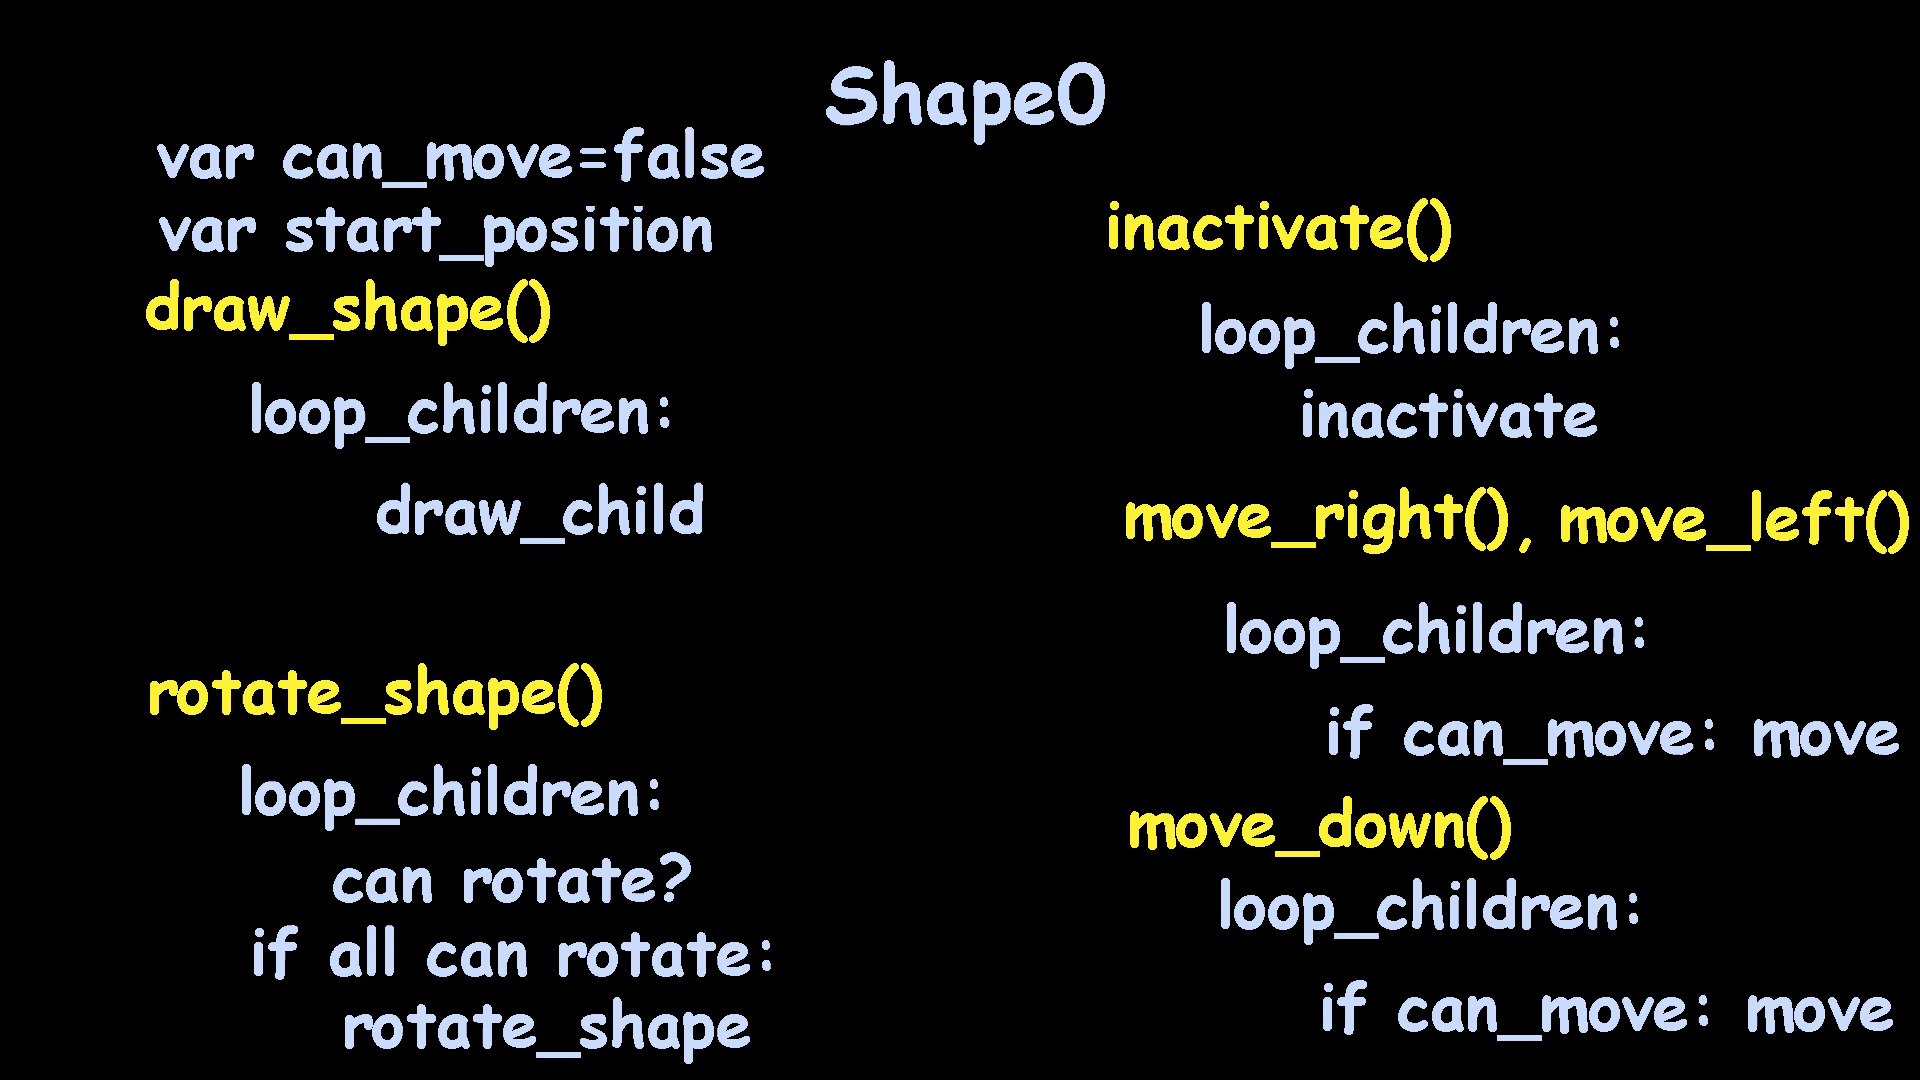 Shape0
var can_move=false
var start_position
draw_shape()
loop_children:
draw_child
rotate_shape()
loop_children:
can rotate?
if all can rotate:
rotate_shape
inactivate()
loop_children:
inactivate
move_right(), move_left()
loop_children:
if can_move: move
move_down()
loop_children:
if can_move: move